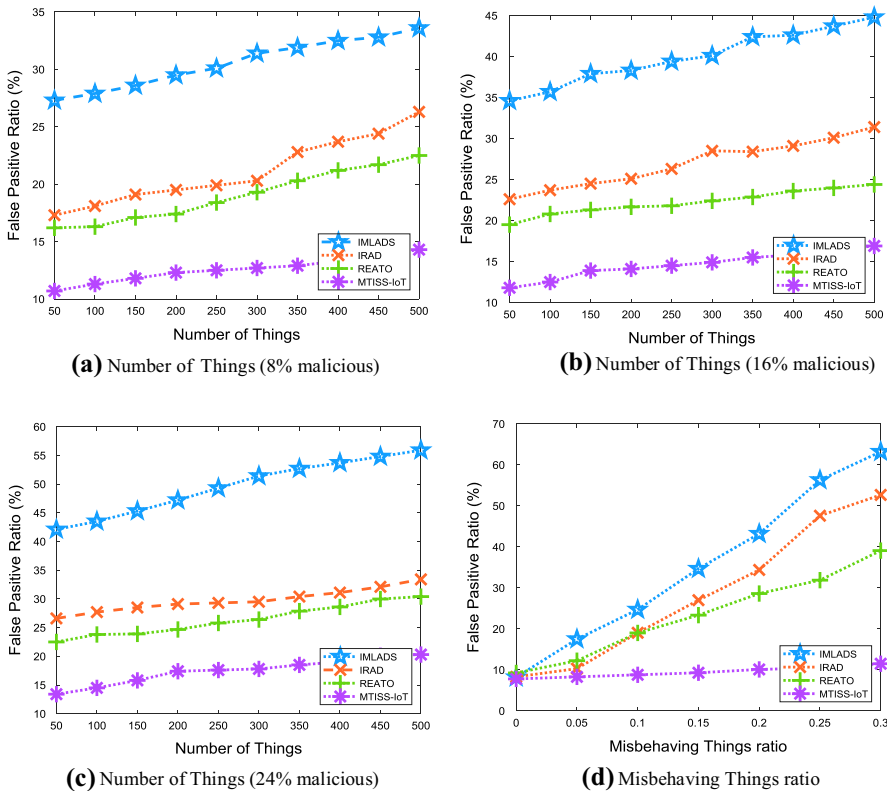 35
30
25
20
15
10
False Pasitive Ratio (%)
IMLADS
IRAD
REATO
MTISS-IoT
50 100 150 200 250 300 350 400 450 500
Number of Things
(a) Number of Things (8% malicious)
45
40
35
30
25
20
15
10
False Pasitive Ratio (%)
IMLADS
IRAD
REATO
MTISS-IoT
50 100 150 200 250 300 350 400 450 500
Number of Things
(b) Number of Things (16% malicious)
60
55
50
45
40
35
30
25
20
15
10
False Pasitive Ratio (%)
IMLADS
IRAD
REATO
MTISS-IoT
50 100 150 200 250 300 350 400 450 500
Number of Things
(c) Number of Things (24% malicious)
70
60
50
40
30
20
10
0
False Pasitive Ratio (%)
IMLADS
IRAD
REATO
MTISS-IoT
0 0.05 0.1 0.15 0.2 0.25 0.3
Misbehaving Things ratio
(d) Misbehaving Things ratio